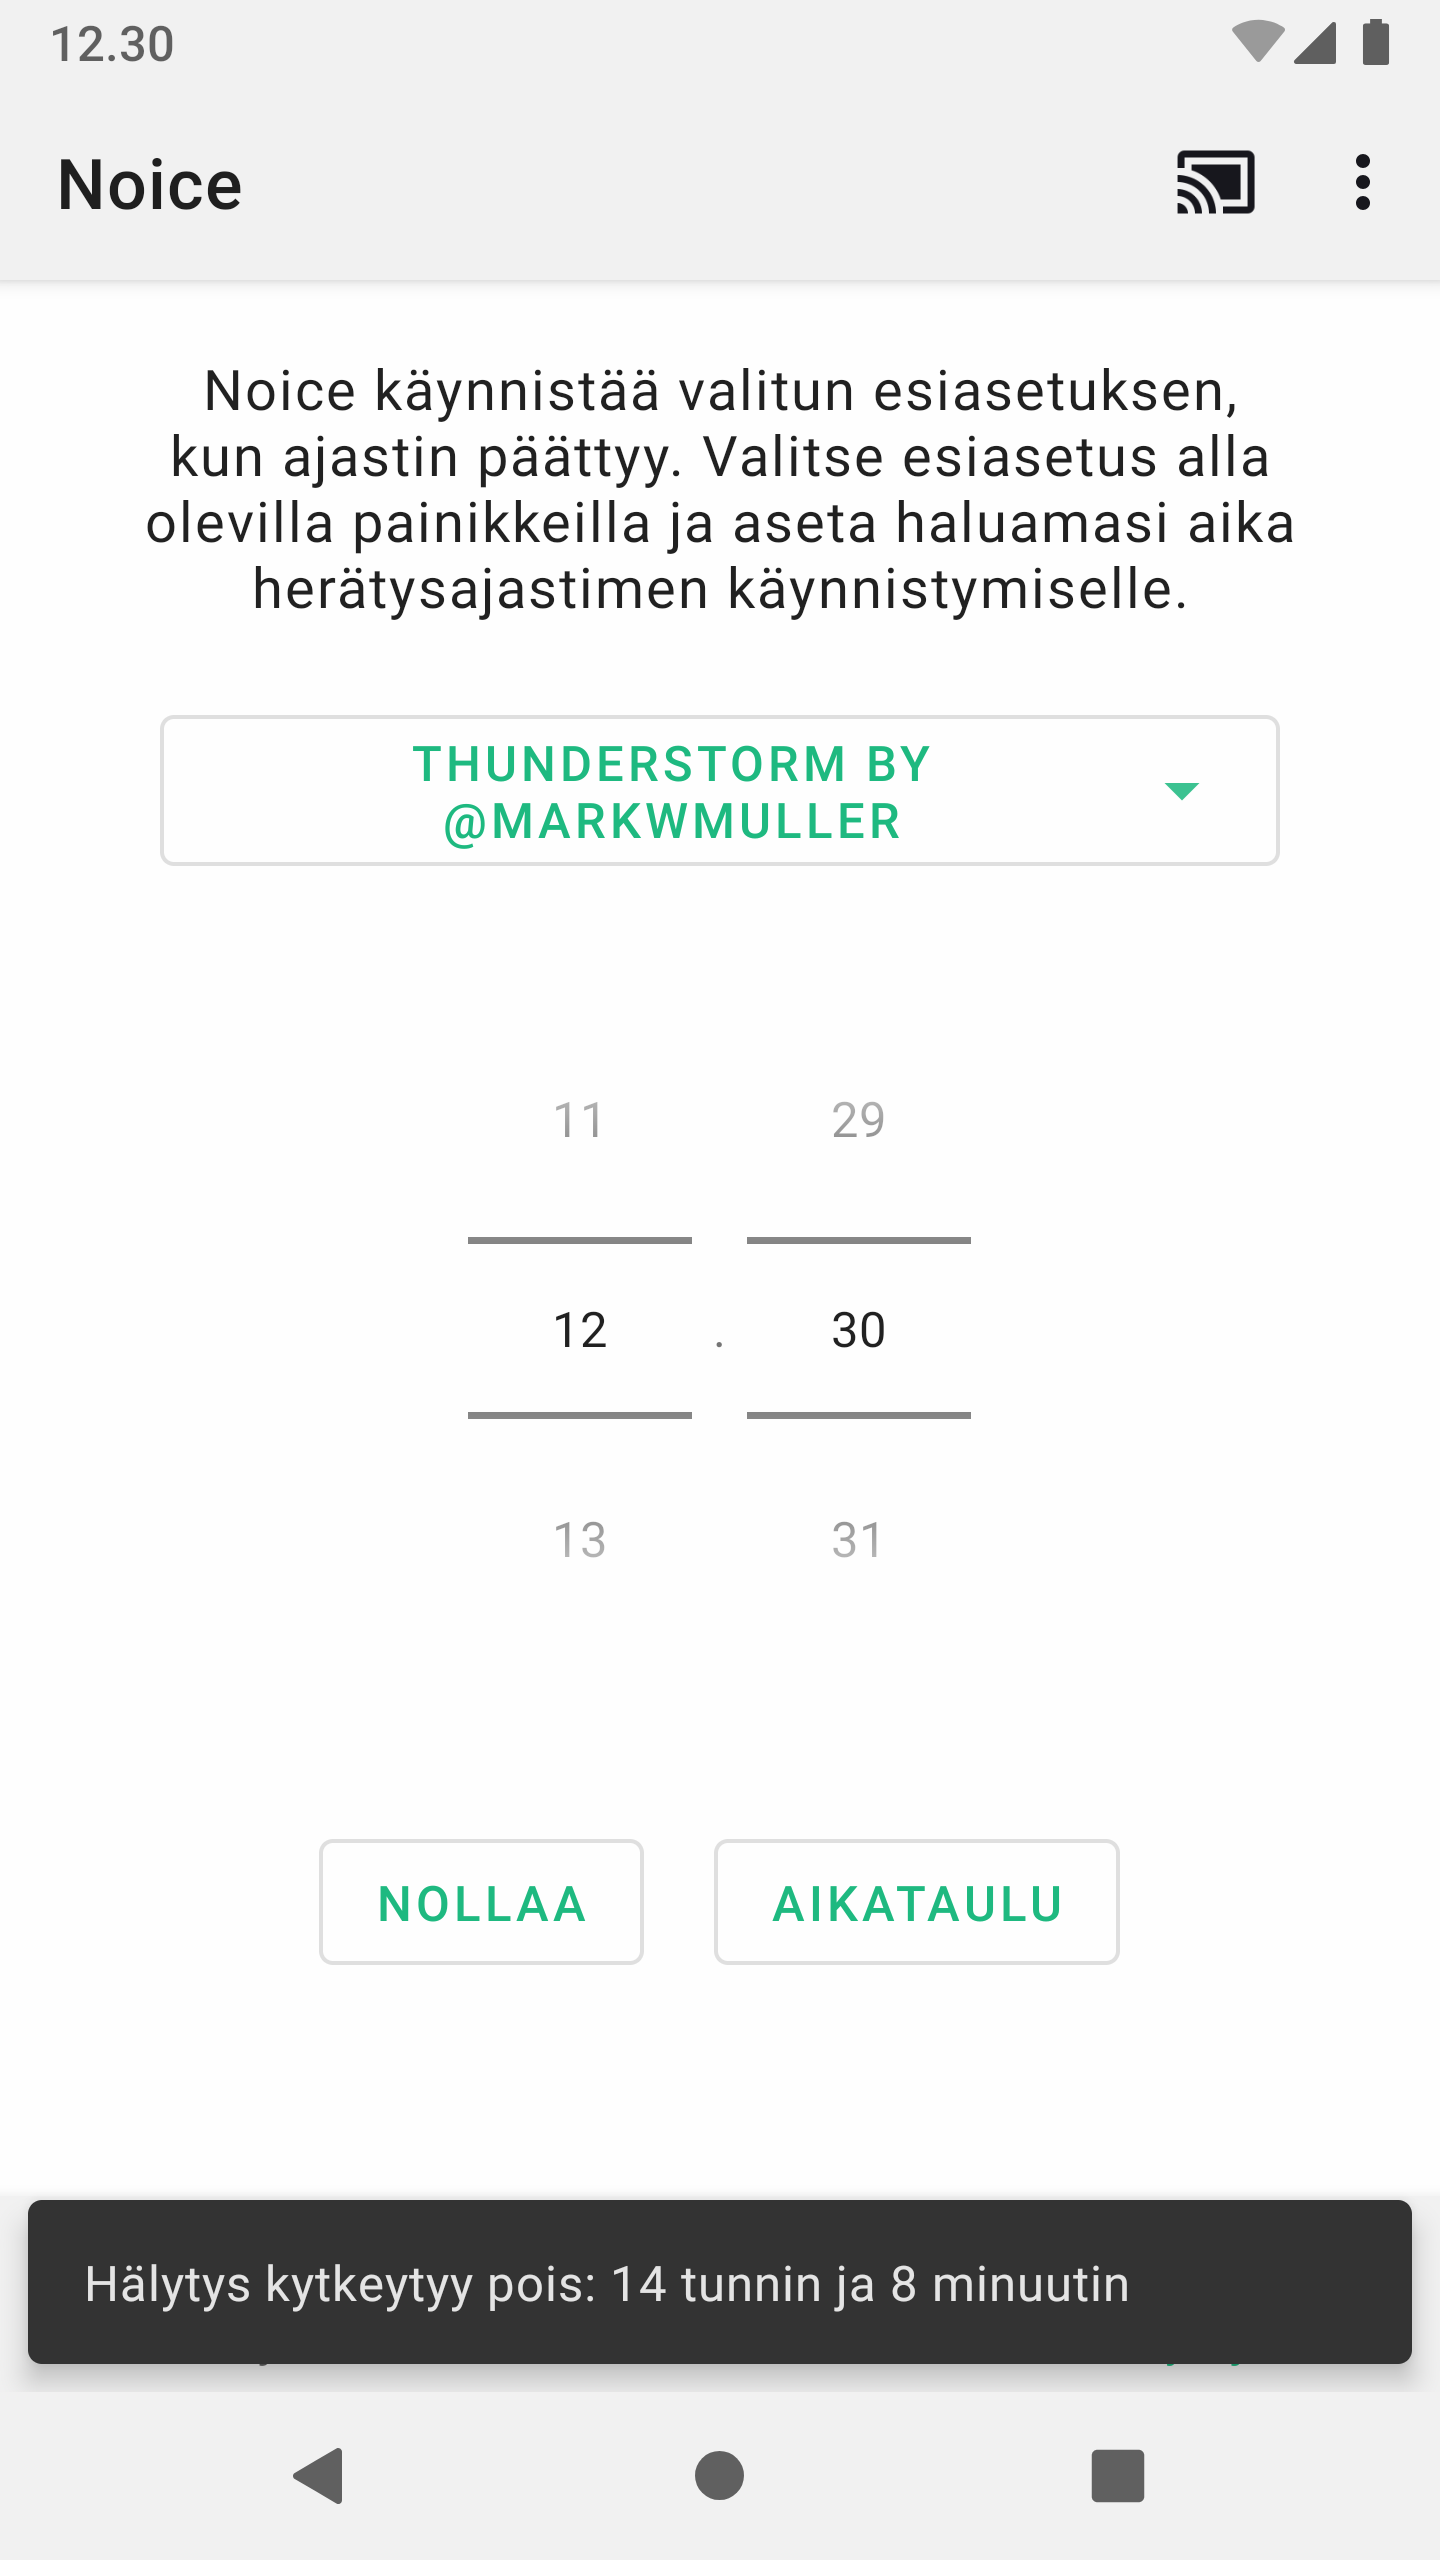 12.30
Noice
Noice käynnistää valitun esiasetuksen,
kun ajastin päättyy. Valitse esiasetus alla
olevilla painikkeilla ja aseta haluamasi aika
herätysajastimen käynnistymiselle.
THUNDERSTORM BY
@MARKWMULLER
11 29
12 . 30
13 31
NOLLAA AIKATAULU
Hälytys kytkeytyy pois: 14 tunnin ja 8 minuutin